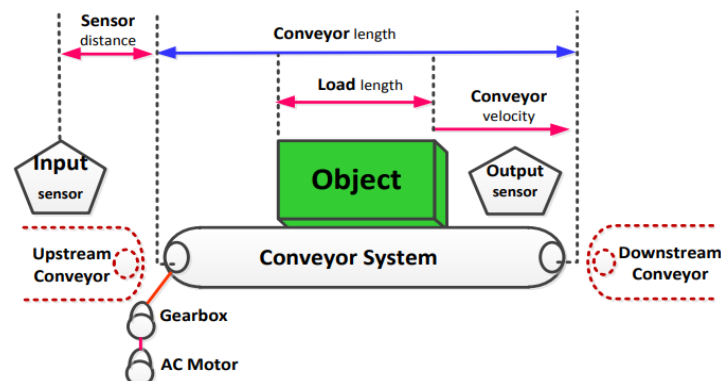 Sensor
distance
Conveyor length
Load length
Conveyor
velocity
Input
sensor
Object
Output
sensor
Upstream
Conveyor
Conveyor System
Downstream
Conveyor
Gearbox
AC Motor